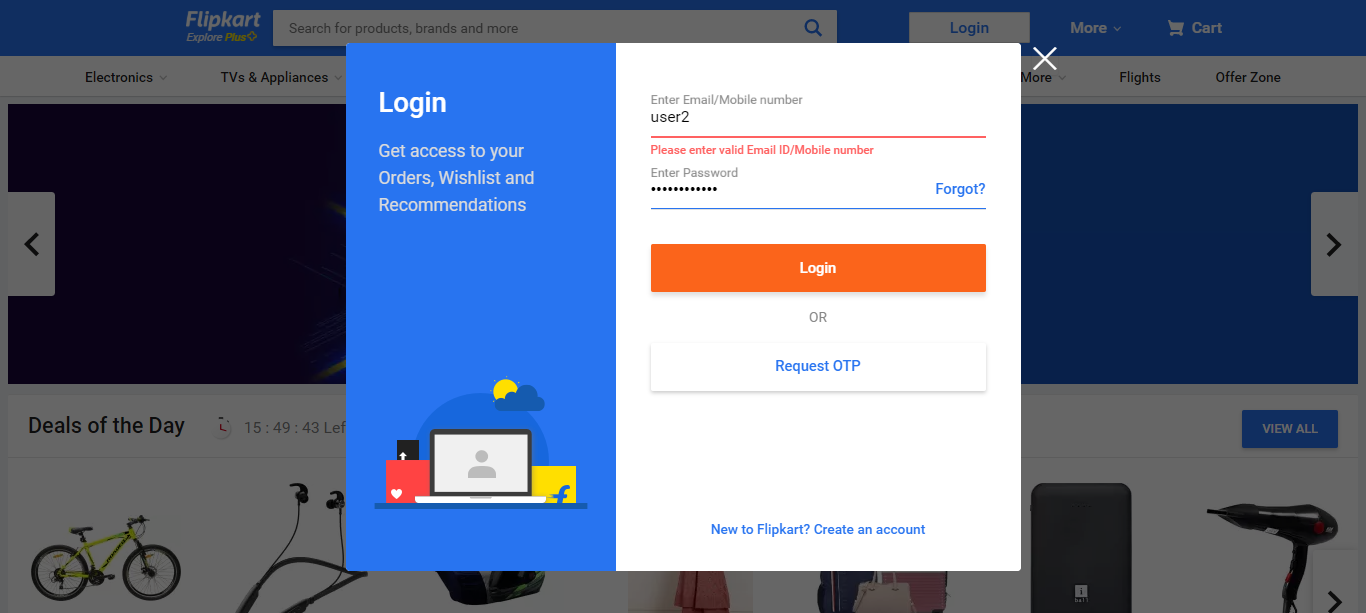 Flipkart
Explore Plus
Search for products, brands and more
Login
More
Cart
Electronics
TVs & Appliances
More
Flights
Offer Zone
Login
Get access to your
Orders, Wishlist and
Recommendations
Enter Email/Mobile number
user2
Please enter valid Email ID/Mobile number
Enter Password
••••••••••••
Forgot?
Login
OR
Request OTP
New to Flipkart? Create an account
Deals of the Day
15 : 49 : 43 Lef
VIEW ALL
f